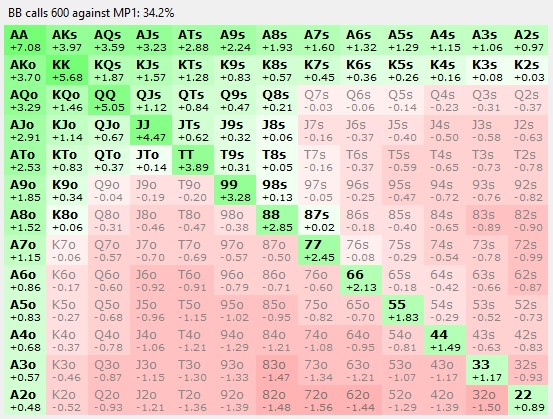 BB calls 600 against MP1: 34.2%
AA AKs AQs AJs ATs A9s A8s A7s A6s A5s A4s A3s A2s
+7.08 +3.97 +3.59 +3.23 +2.88 +2.24 +1.93 +1.60 +1.32 +1.29 +1.15 +1.06 +0.97
AKo KK KQs KJs KTs K9s K8s K7s K6s K5s K4s K3s K2s
+3.70 +5.68 +1.87 +1.57 +1.28 +0.83 +0.57 +0.45 +0.36 +0.26 +0.16 +0.08 +0.03
AQo KQo QQ QJs QTs Q9s Q8s Q7s Q6s Q5s Q4s Q3s Q2s
+3.29 +1.46 +5.05 +1.12 +0.84 +0.47 +0.21 -0.03 -0.06 -0.14 -0.23 -0.31 -0.37
AJo KJo QJo JJ JTs J9s J8s J7s J6s J5s J4s J3s J2s
+2.91 +1.14 +0.67 +4.47 +0.62 +0.32 +0.06 -0.16 -0.37 -0.40 -0.50 -0.58 -0.63
ATo KTo QTo JTo TT T9s T8s T7s T6s T5s T4s T3s T2s
+2.53 +0.83 +0.37 +0.14 +3.89 +0.31 +0.05 -0.16 -0.37 -0.59 -0.65 -0.73 -0.78
A9o K9o Q9o J9o T9o 99 98s 97s 96s 95s 94s 93s 92s
+1.85 +0.34 -0.04 -0.19 -0.20 +3.28 +0.13 -0.05 -0.25 -0.47 -0.72 -0.76 -0.82
A8o K8o Q8o J8o T8o 98o 88 87s 86s 85s 84s 83s 82s
+1.52 +0.06 -0.31 -0.46 -0.47 -0.38 +2.85 +0.02 -0.18 -0.40 -0.65 -0.89 -0.90
A7o K7o Q7o J7o T7o 97o 87o 77 76s 75s 74s 73s 72s
+1.15 -0.06 -0.57 -0.70 -0.69 -0.57 -0.50 +2.45 -0.08 -0.29 -0.54 -0.78 -0.99
A6o K6o Q6o J6o T6o 96o 86o 76o 66 65s 64s 63s 62s
+0.86 -0.17 -0.60 -0.92 -0.91 -0.79 -0.71 -0.60 +2.13 -0.18 -0.42 -0.66 -0.87
A5o K5o Q5o J5o T5o 95o 85o 75o 65o 55 54s 53s 52s
+0.83 -0.27 -0.68 -0.96 -1.15 -1.02 -0.95 -0.82 -0.70 +1.83 -0.29 -0.52 -0.73
A4o K4o Q4o J4o T4o 94o 84o 74o 64o 54o 44 43s 42s
+0.68 -0.37 -0.78 -1.06 -1.21 -1.29 -1.21 -1.08 -0.95 -0.81 +1.49 -0.63 -0.83
A3o K3o Q3o J3o T3o 93o 83o 73o 63o 53o 43o 33 32s
+0.57 -0.46 -0.87 -1.15 -1.30 -1.33 -1.47 -1.34 -1.21 -1.07 -1.17 +1.17 -0.93
A2o K2o Q2o J2o T2o 92o 82o 72o 62o 52o 42o 32o 22
+0.48 -0.52 -0.93 -1.21 -1.36 -1.39 -1.48 -1.56 -1.44 -1.29 -1.39 -1.50 +0.88